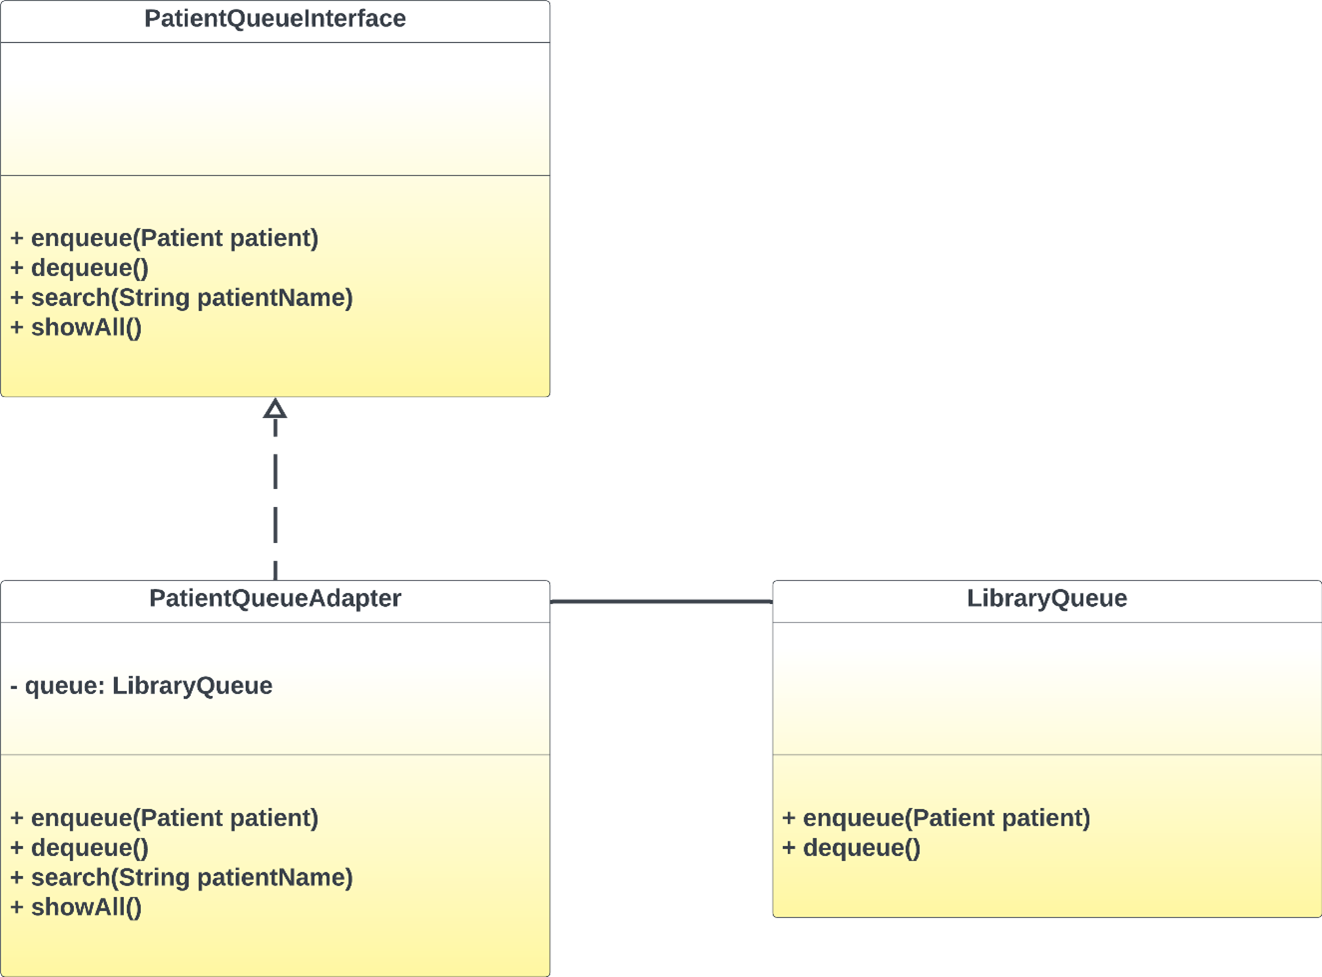 PatientQueueInterface
+ enqueue(Patient patient)
+ dequeue()
+ search(String patientName)
+ showAll()
PatientQueueAdapter
- queue: LibraryQueue
+ enqueue(Patient patient)
+ dequeue()
+ search(String patientName)
+ showAll()
LibraryQueue
+ enqueue(Patient patient)
+ dequeue()